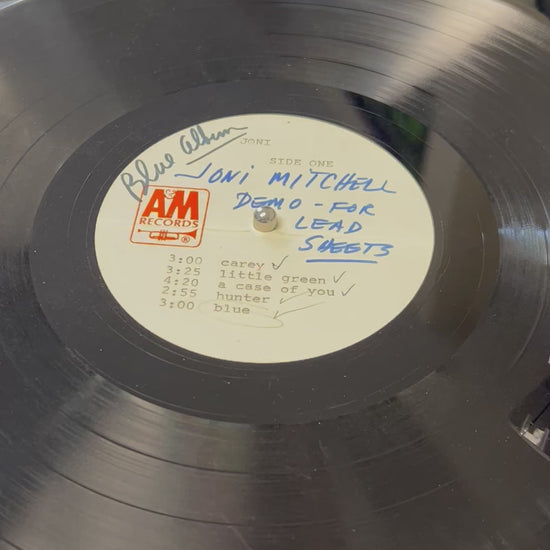 Blue album
JONI
SIDE ONE
JONI MITCHELL
DEMO - FOR
LEAD
SHEETS
A&M
RECORDS
®
3:00 carey ✓
3:25 little green ✓
4:20 a case of you ✓
2:55 hunter ✓
3:00 blue ✓